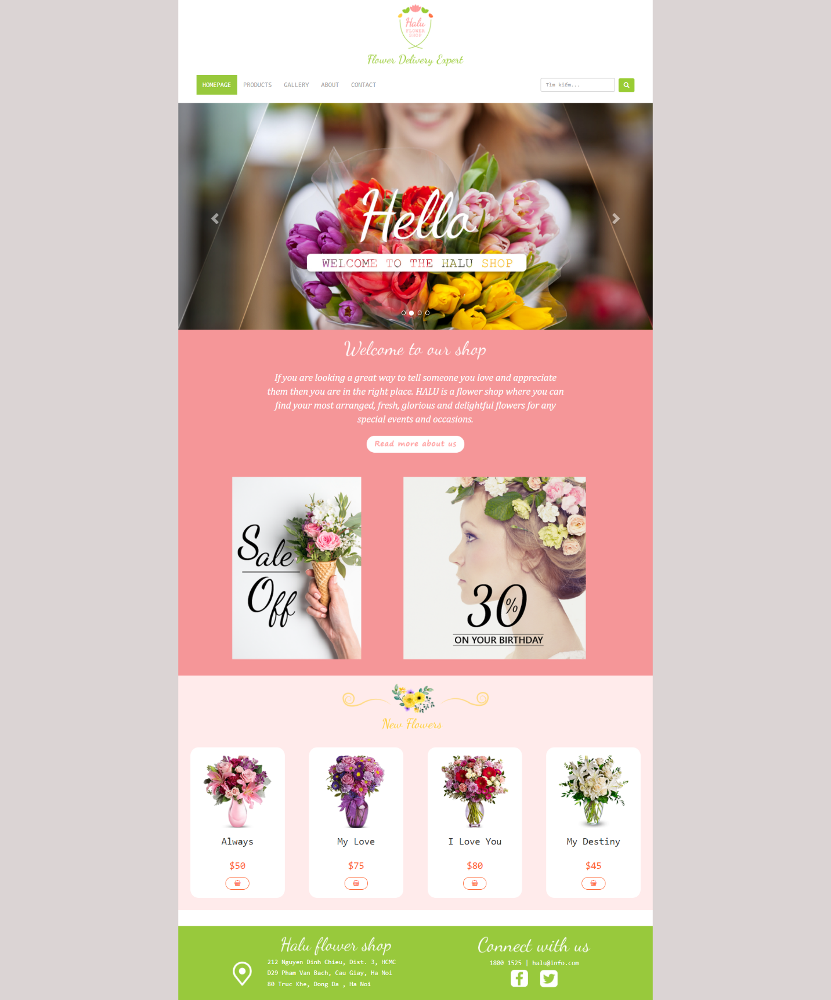 Halu
FLOWER
SHOP
Flower Delivery Expert
HOMEPAGE PRODUCTS GALLERY ABOUT CONTACT
Tìm kiếm...
Hello
WELCOME TO THE HALU SHOP
Welcome to our shop
If you are looking a great way to tell someone you love and appreciate
them then you are in the right place. HALU is a flower shop where you can
find your most arranged, fresh, glorious and delightful flowers for any
special events and occasions.
Read more about us
Sale
Off
30%
ON YOUR BIRTHDAY
New Flowers
Always
$50
My Love
$75
I Love You
$80
My Destiny
$45
Halu flower shop
212 Nguyen Dinh Chieu, Dist. 3, HCMC
D29 Pham Van Bach, Cau Giay, Ha Noi
80 Truc Khe, Dong Da , Ha Noi
Connect with us
1800 1525 | halu@info.com